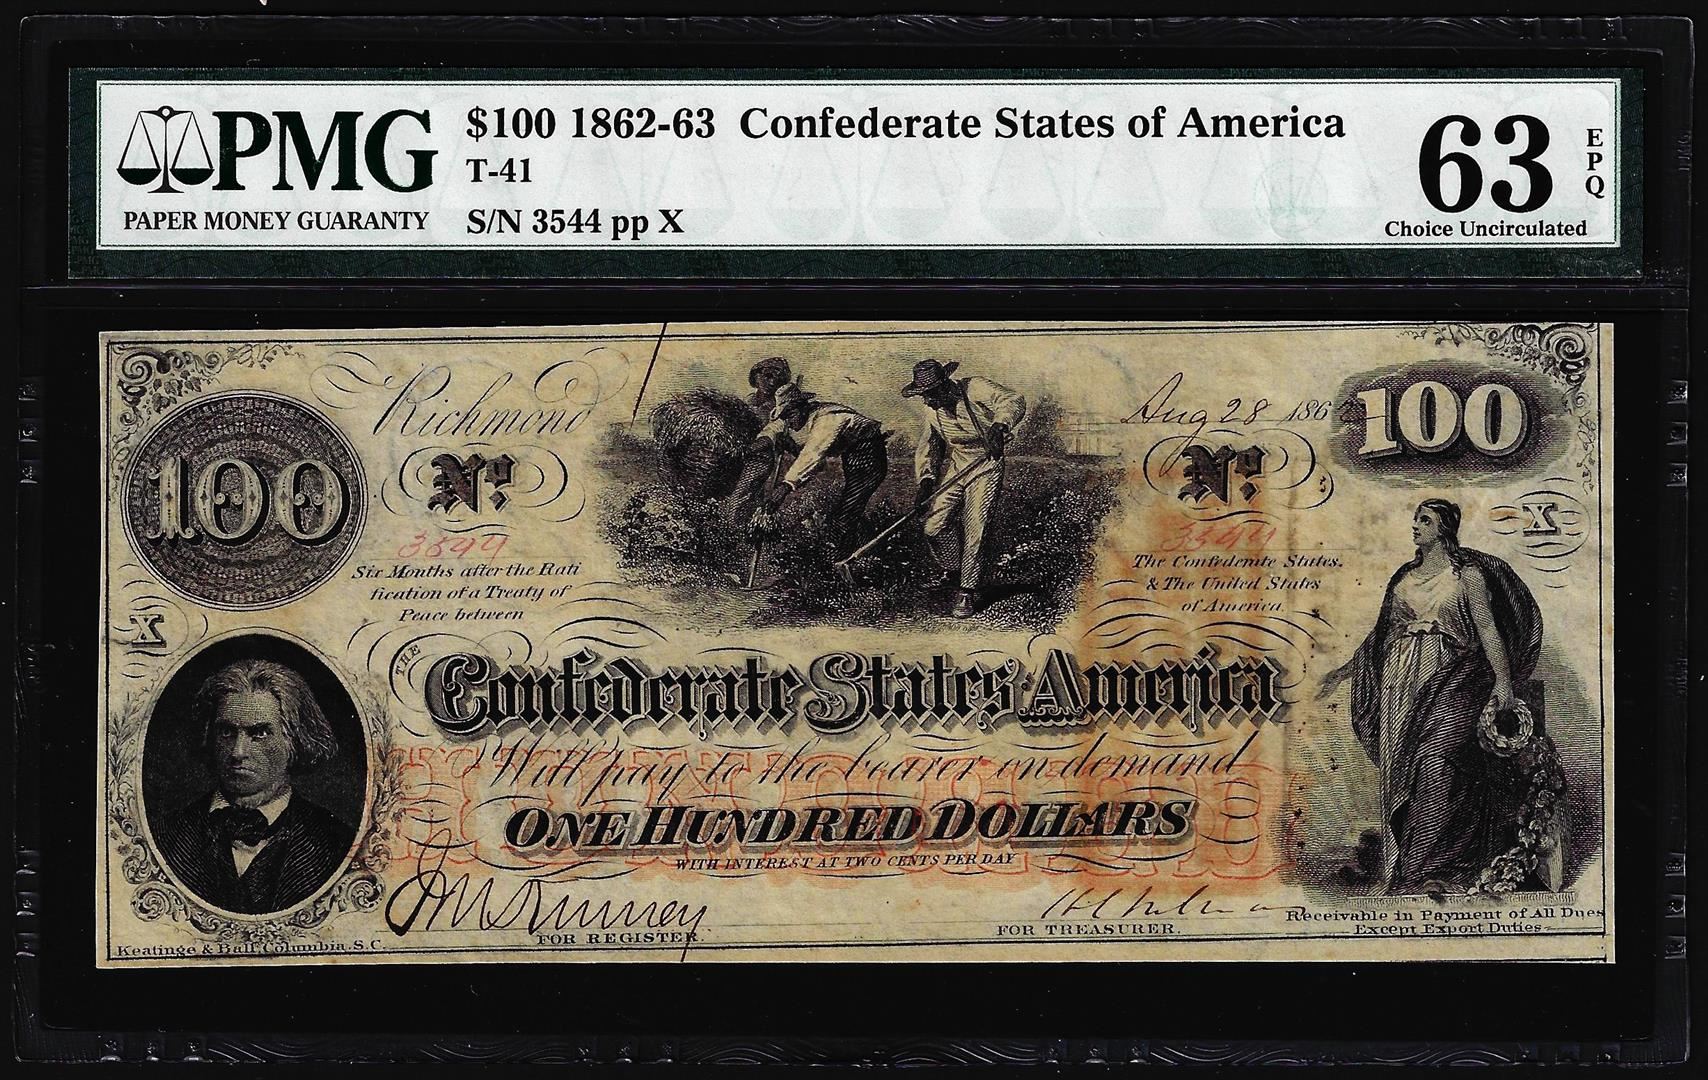 PMG
PAPER MONEY GUARANTY
$100 1862-63 Confederate States of America
T-41
S/N 3544 pp X
63
EPQ
Choice Uncirculated
Richmond
Aug 28 186
100
100
No.
No.
3544
3544
X
Six Months after the Rati
fication of a Treaty of
Peace between
The Confederate States.
& The United States
of America.
X
THE
Confederate States America
Will pay to the bearer on demand
ONE HUNDRED DOLLARS
WITH INTEREST AT TWO CENTS PER DAY
FOR REGISTER.
FOR TREASURER.
Receivable in Payment of All Dues
Except Export Duties
Keatinge & Ball, Columbia, S.C.